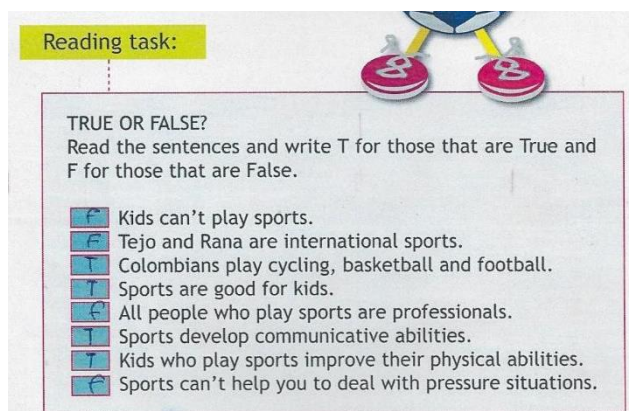 Reading task:
TRUE OR FALSE?
Read the sentences and write T for those that are True and
F for those that are False.
F Kids can't play sports.
F Tejo and Rana are international sports.
T Colombians play cycling, basketball and football.
T Sports are good for kids.
F All people who play sports are professionals.
T Sports develop communicative abilities.
T Kids who play sports improve their physical abilities.
F Sports can't help you to deal with pressure situations.